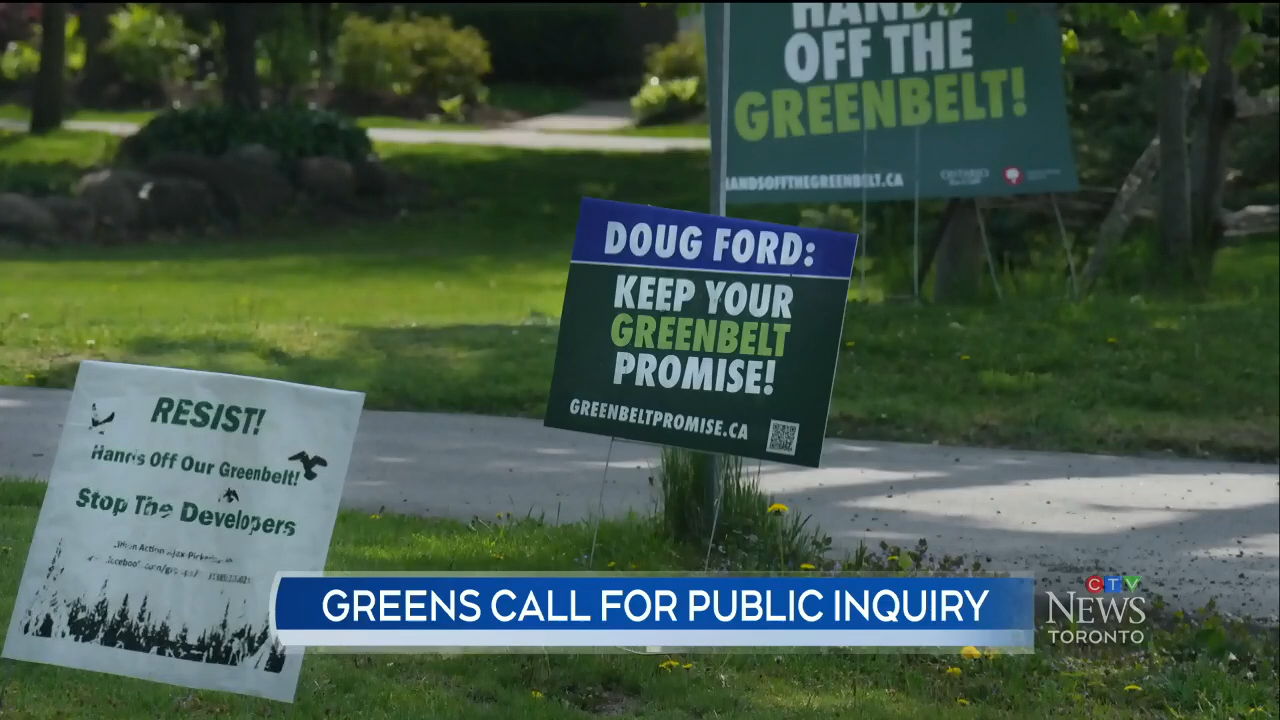 HANDS
OFF THE
GREENBELT!
HANDSOFFTHEGREENBELT.CA
DOUG FORD:
KEEP YOUR
GREENBELT
PROMISE!
GREENBELTPROMISE.CA
RESIST!
Hands Off Our Greenbelt!
Stop The Developers
GREENS CALL FOR PUBLIC INQUIRY
CTV
NEWS
TORONTO